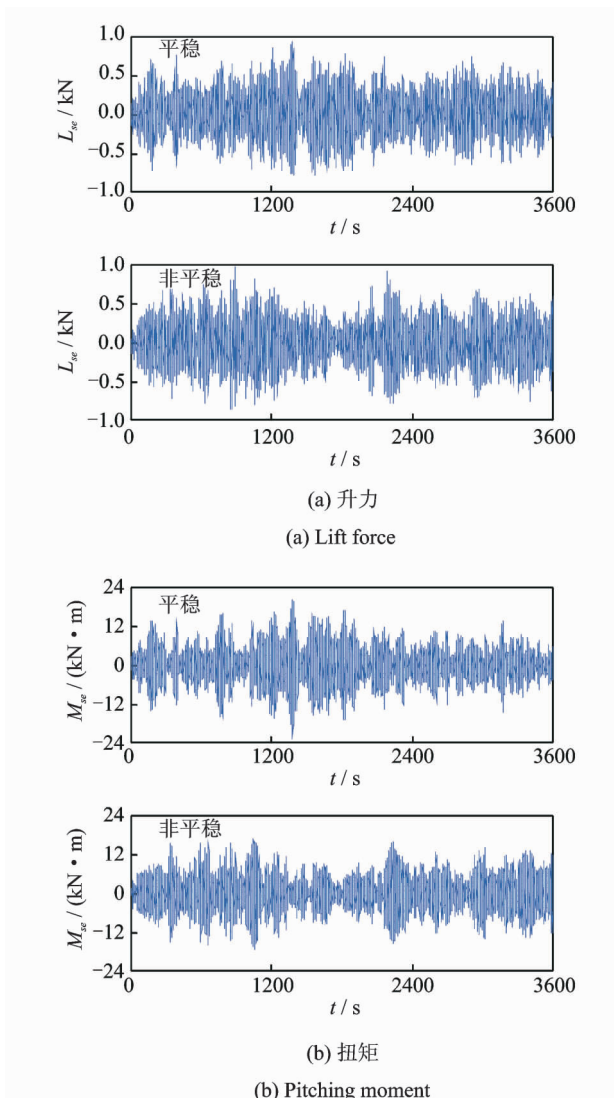 平稳
1.0
0.5
0.0
−0.5
1.0
L_se / kN
0 1200 2400 3600
t / s
非平稳
1.0
0.5
0.0
−0.5
−1.0
L_se / kN
0 1200 2400 3600
t / s
(a) 升力
(a) Lift force
平稳
24
12
0
−12
−24
M_se / (kN • m)
0 1200 2400 3600
t / s
非平稳
24
12
0
−12
−24
M_se / (kN • m)
0 1200 2400 3600
t / s
(b) 扭矩
(b) Pitching moment